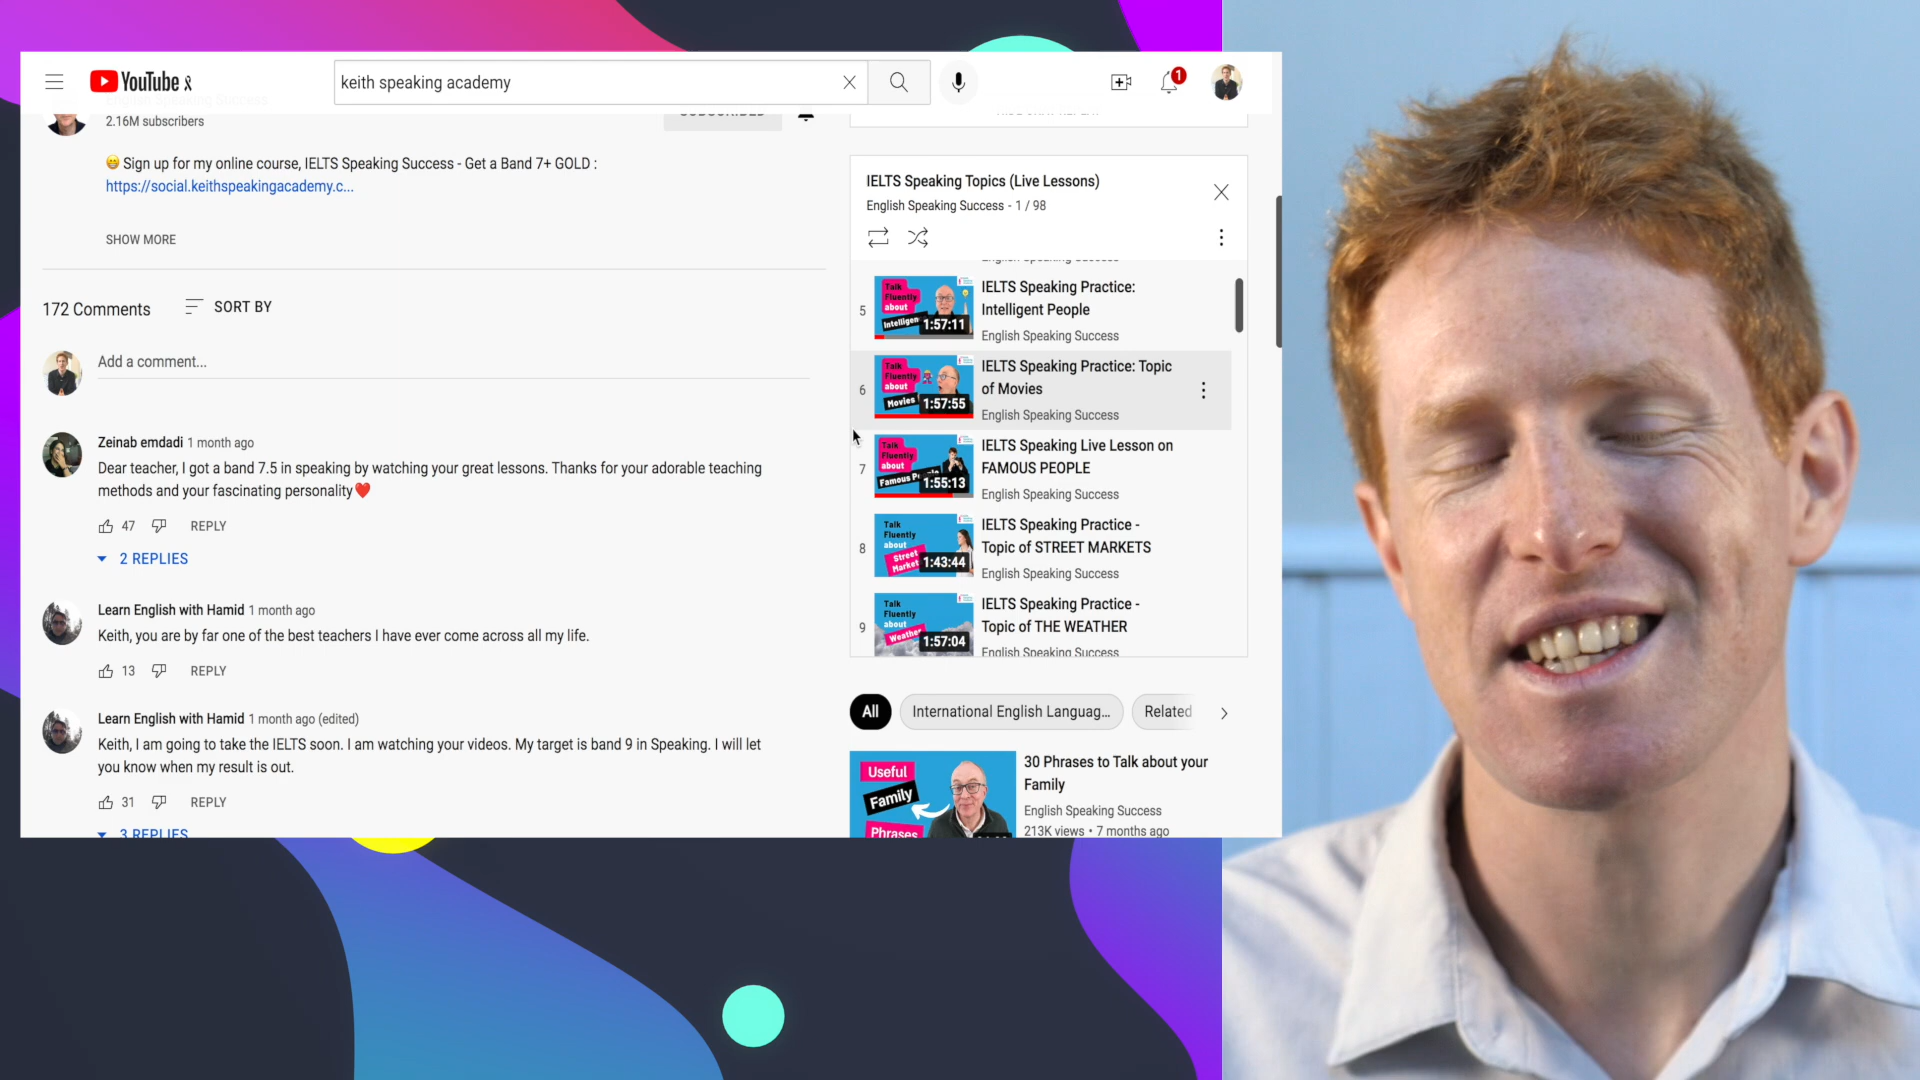 YouTube
keith speaking academy
1
2.16M subscribers
Sign up for my online course, IELTS Speaking Success - Get a Band 7+ GOLD :
https://social.keithspeakingacademy.c...
SHOW MORE
172 Comments
SORT BY
Add a comment...
Zeinab emdadi 1 month ago
Dear teacher, I got a band 7.5 in speaking by watching your great lessons. Thanks for your adorable teaching
methods and your fascinating personality❤️
47 REPLY
2 REPLIES
Learn English with Hamid 1 month ago
Keith, you are by far one of the best teachers I have ever come across all my life.
13 REPLY
Learn English with Hamid 1 month ago (edited)
Keith, I am going to take the IELTS soon. I am watching your videos. My target is band 9 in Speaking. I will let
you know when my result is out.
31 REPLY
3 REPLIES
IELTS Speaking Topics (Live Lessons)
English Speaking Success - 1 / 98
5
Talk
Fluently
about
Intelligen
1:57:11
IELTS Speaking Practice:
Intelligent People
English Speaking Success
6
Talk
Fluently
about
Movies
1:57:55
IELTS Speaking Practice: Topic
of Movies
English Speaking Success
7
Talk
Fluently
about
Famous
1:55:13
IELTS Speaking Live Lesson on
FAMOUS PEOPLE
English Speaking Success
8
Talk
Fluently
about
Street
Market
1:43:44
IELTS Speaking Practice -
Topic of STREET MARKETS
English Speaking Success
9
Talk
Fluently
about
Weather
1:57:04
IELTS Speaking Practice -
Topic of THE WEATHER
English Speaking Success
All
International English Languag...
Related
Useful
Family
Phrases
30 Phrases to Talk about your
Family
English Speaking Success
213K views • 7 months ago